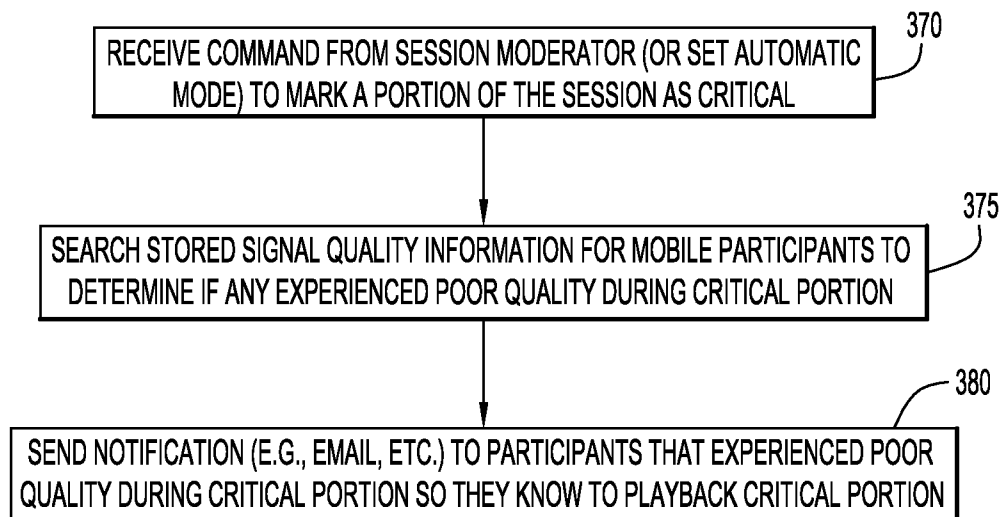 370
RECEIVE COMMAND FROM SESSION MODERATOR (OR SET AUTOMATIC
MODE) TO MARK A PORTION OF THE SESSION AS CRITICAL
375
SEARCH STORED SIGNAL QUALITY INFORMATION FOR MOBILE PARTICIPANTS TO
DETERMINE IF ANY EXPERIENCED POOR QUALITY DURING CRITICAL PORTION
380
SEND NOTIFICATION (E.G., EMAIL, ETC.) TO PARTICIPANTS THAT EXPERIENCED POOR
QUALITY DURING CRITICAL PORTION SO THEY KNOW TO PLAYBACK CRITICAL PORTION